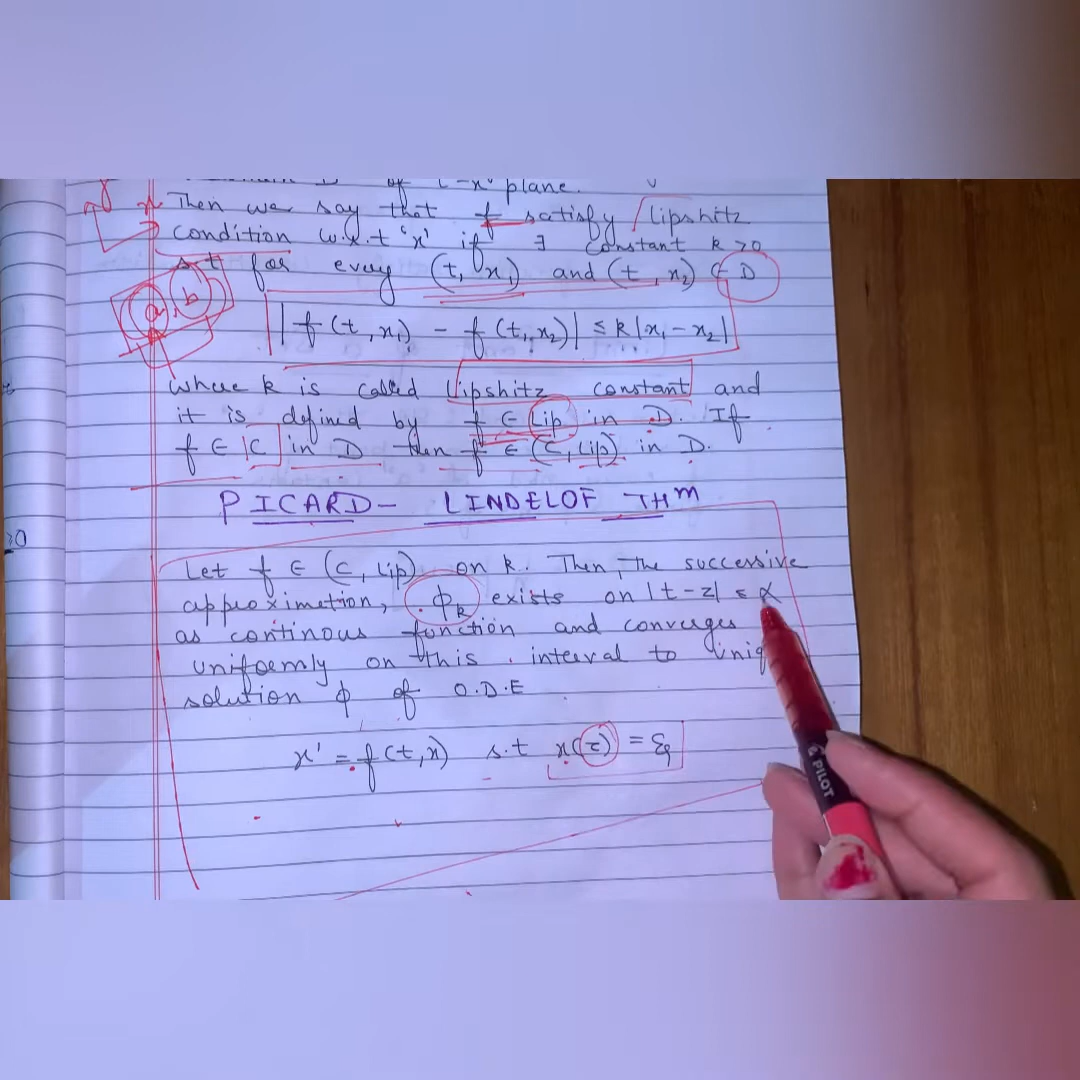 of t-x plane.
Then we say that f satisfy Lipshitz
condition w.r.t 'x' if ∃ constant k >0
s.t for every (t, x₁) and (t, x₂) ∈ D
a, b
|f(t, x₁) - f(t, x₂)| ≤ k|x₁ - x₂|
where k is called Lipshitz constant and
it is defined by f ∈ Lip in D. If
f ∈ C in D then f ∈ (C, Lip) in D.
PICARD- LINDELOF THM
Let f ∈ (C, Lip) on k. Then, the successive
approximetion, ϕk exists on |t-z| ≤ α
as continous function and converges
uniformly on this interval to
solution ϕ of O.D.E
x' = f(t, x) s.t x(τ) = ξ
PILOT